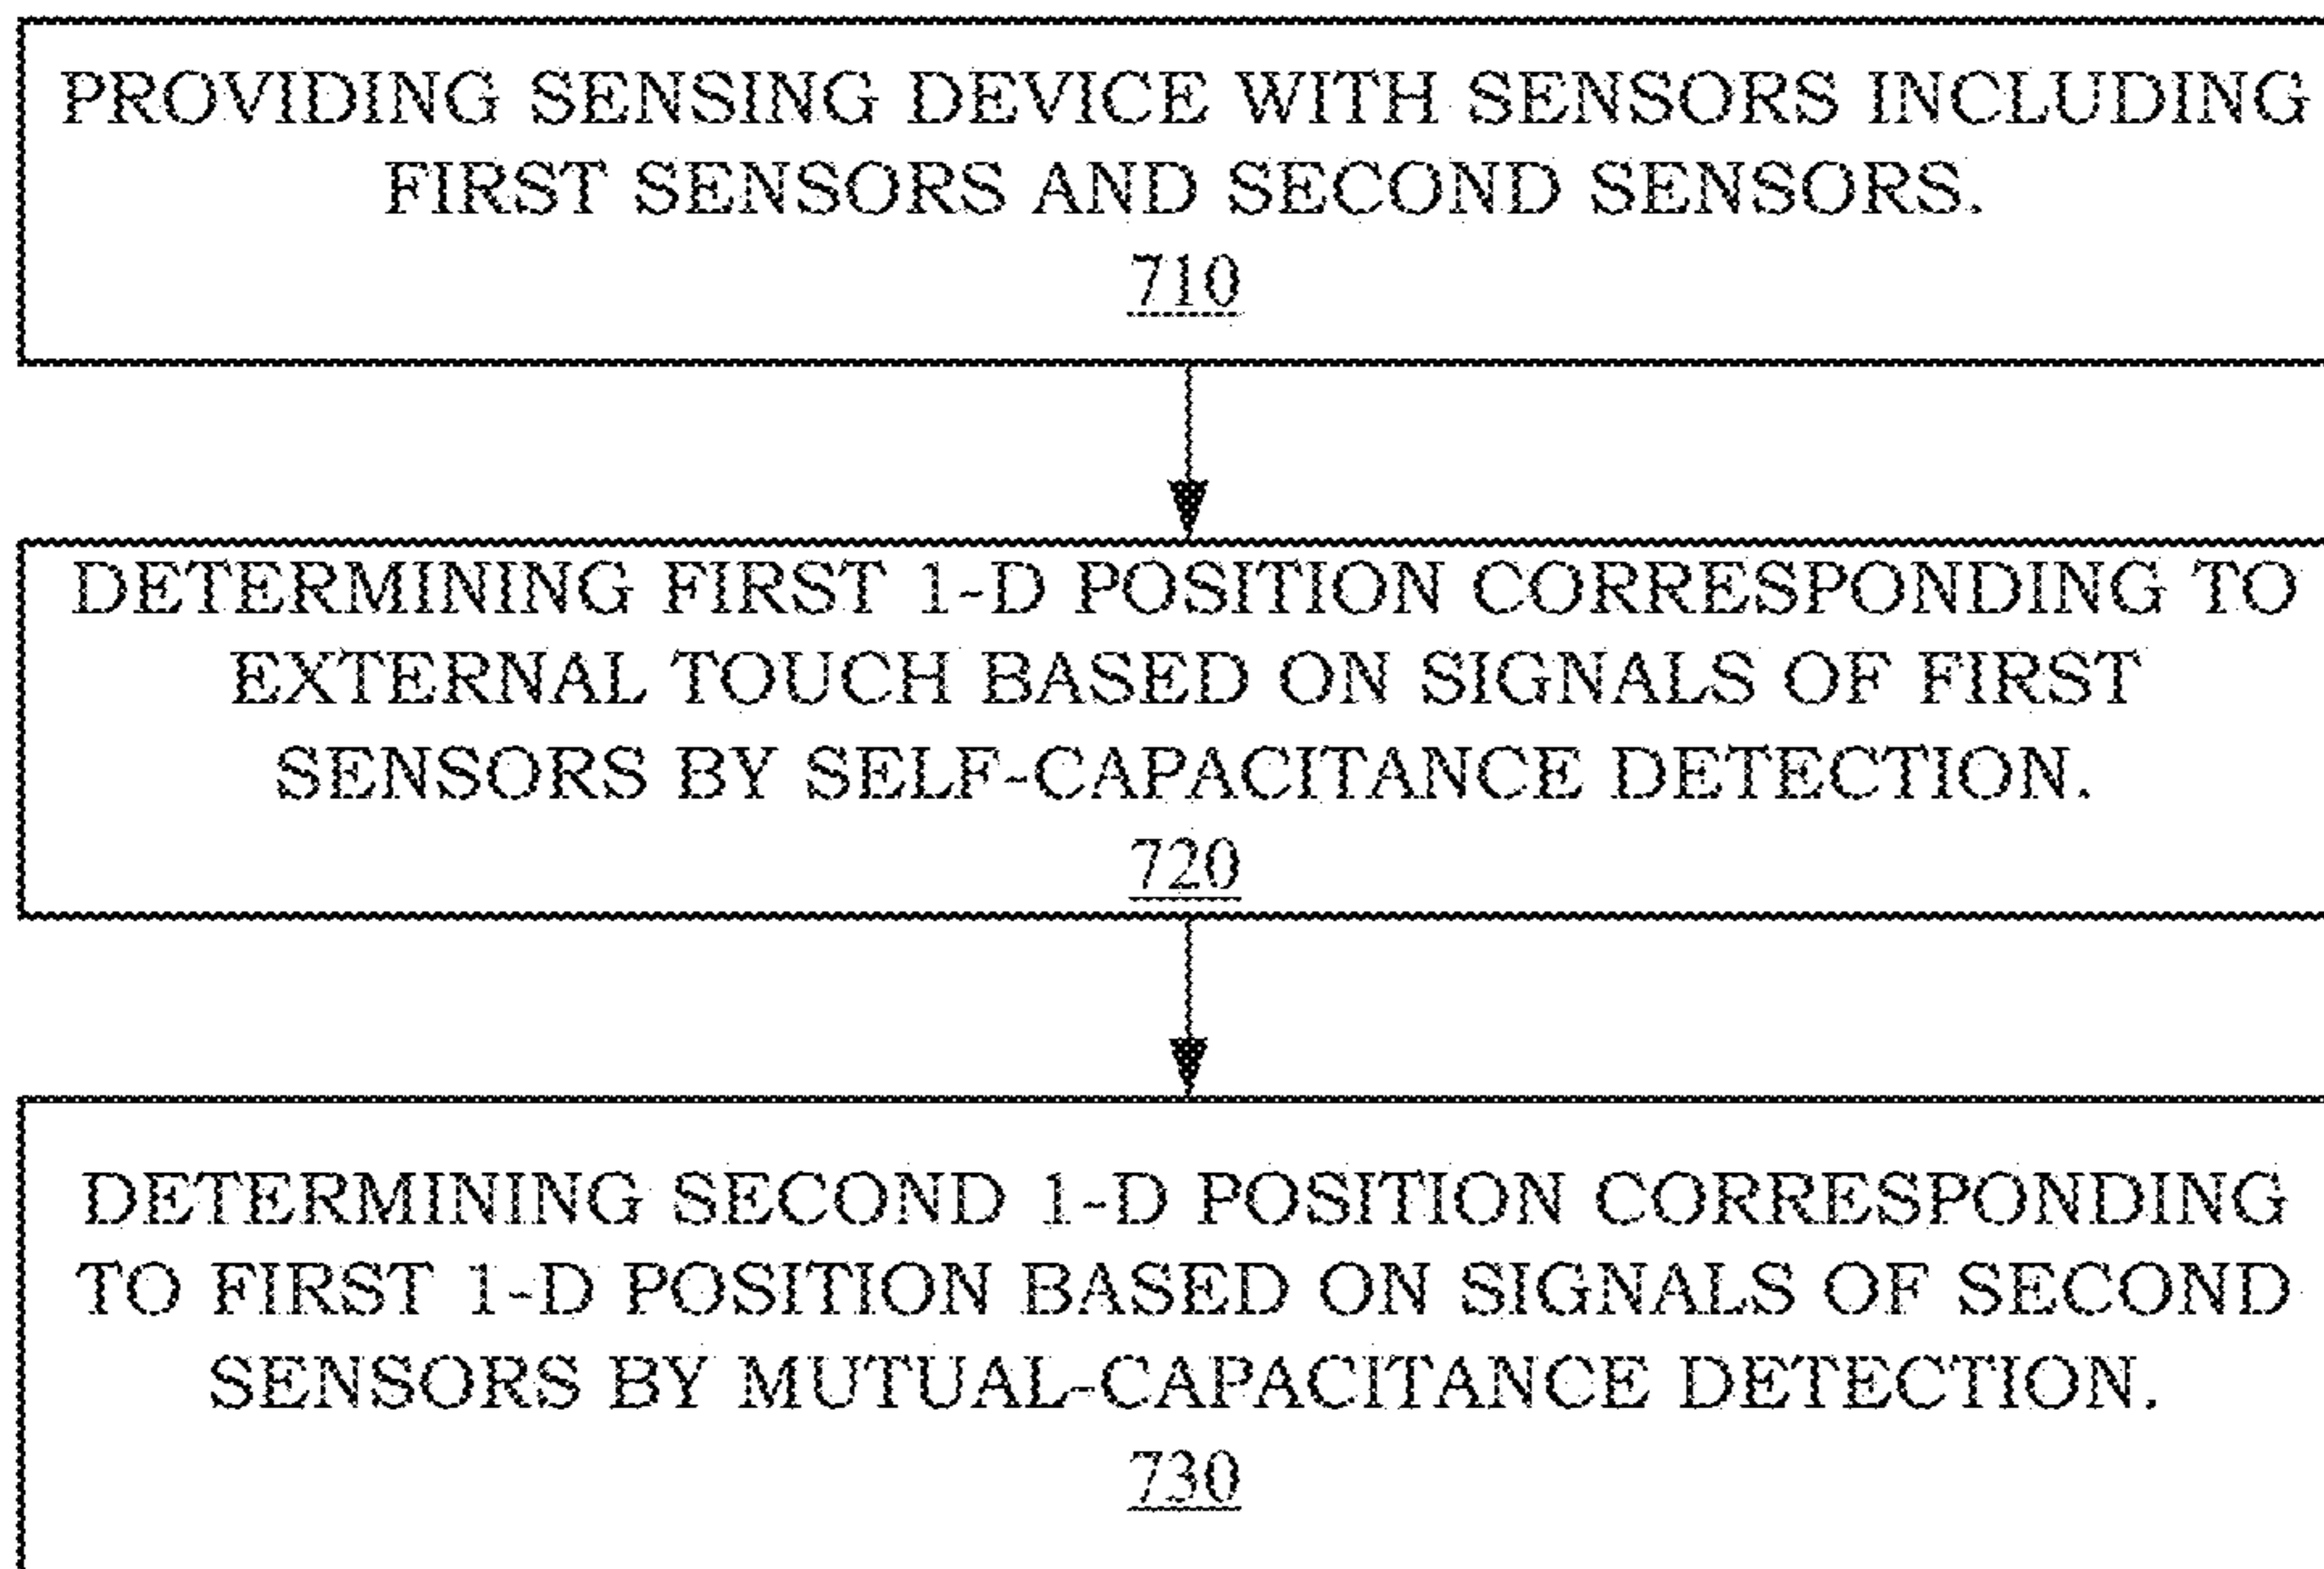 PROVIDING SENSING DEVICE WITH SENSORS INCLUDING
FIRST SENSORS AND SECOND SENSORS.
710
DETERMINING FIRST 1-D POSITION CORRESPONDING TO
EXTERNAL TOUCH BASED ON SIGNALS OF FIRST
SENSORS BY SELF-CAPACITANCE DETECTION.
720
DETERMINING SECOND 1-D POSITION CORRESPONDING
TO FIRST 1-D POSITION BASED ON SIGNALS OF SECOND
SENSORS BY MUTUAL-CAPACITANCE DETECTION.
730